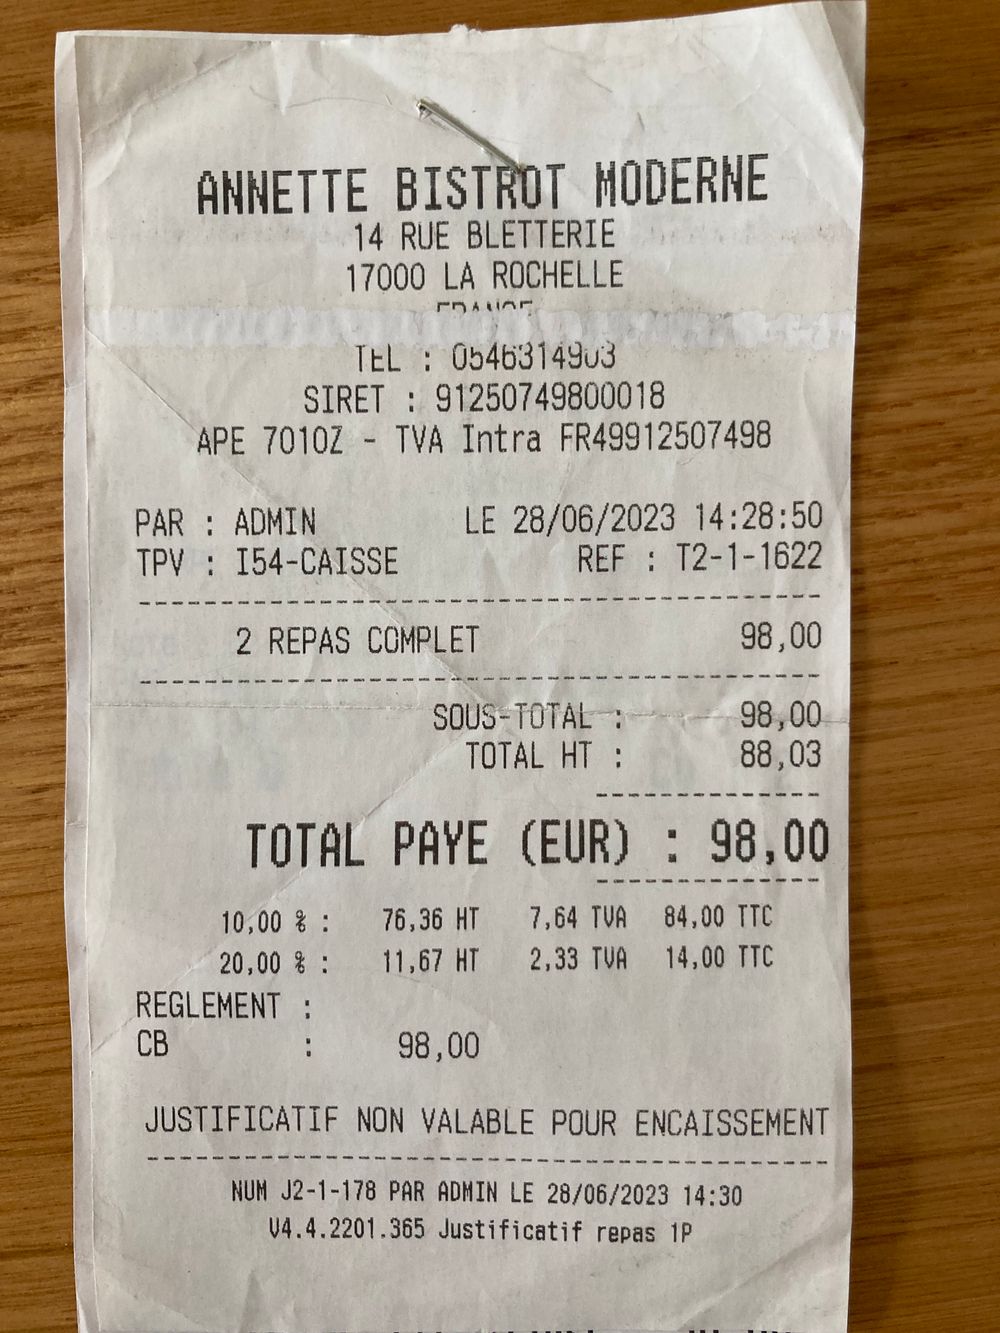 ANNETTE BISTROT MODERNE
14 RUE BLETTERIE
17000 LA ROCHELLE
FRANCE
TEL : 0546314903
SIRET : 91250749800018
APE 7010Z - TVA Intra FR49912507498
PAR : ADMIN LE 28/06/2023 14:28:50
TPV : I54-CAISSE REF : T2-1-1622
2 REPAS COMPLET 98,00
SOUS-TOTAL : 98,00
TOTAL HT : 88,03
TOTAL PAYE (EUR) : 98,00
10,00 % : 76,36 HT 7,64 TVA 84,00 TTC
20,00 % : 11,67 HT 2,33 TVA 14,00 TTC
REGLEMENT :
CB : 98,00
JUSTIFICATIF NON VALABLE POUR ENCAISSEMENT
NUM J2-1-178 PAR ADMIN LE 28/06/2023 14:30
V4.4.2201.365 Justificatif repas 1P